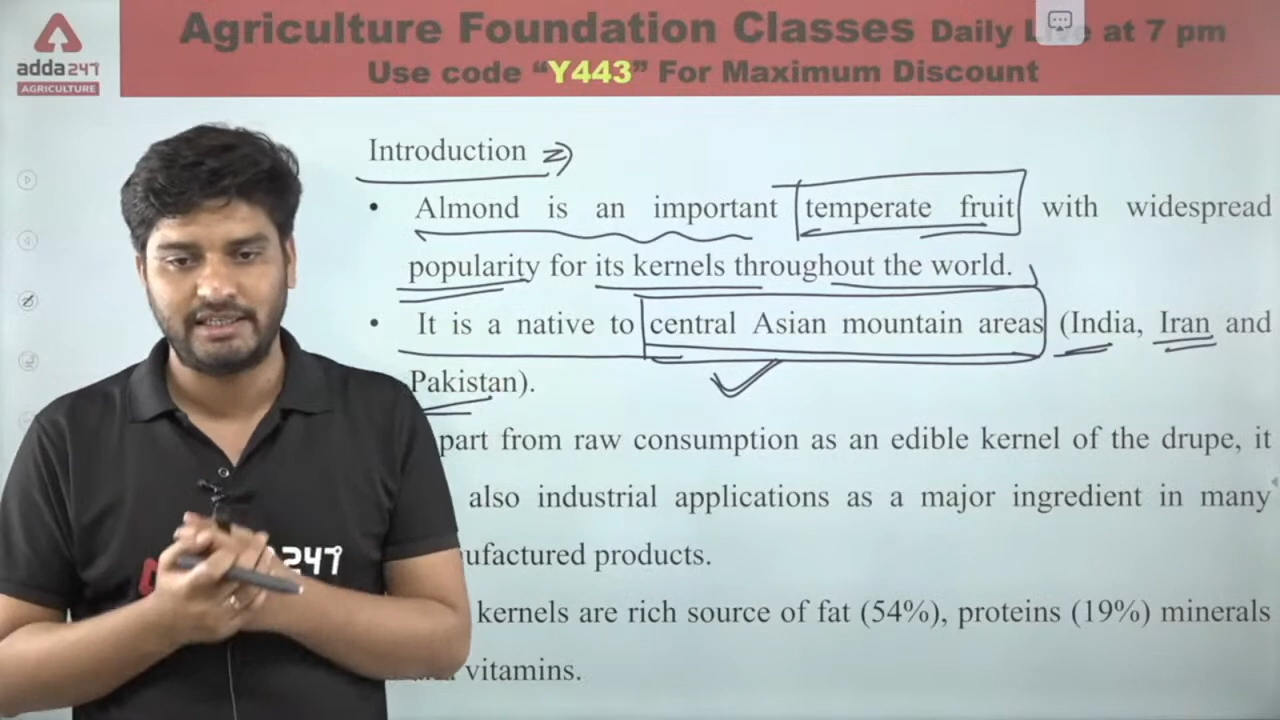 Agriculture Foundation Classes Daily Live at 7 pm
Use code “Y443” For Maximum Discount
adda247
AGRICULTURE
Introduction
• Almond is an important temperate fruit with widespread
popularity for its kernels throughout the world.
• It is a native to central Asian mountain areas (India, Iran and
Pakistan).
part from raw consumption as an edible kernel of the drupe, it
also industrial applications as a major ingredient in many
ufactured products.
kernels are rich source of fat (54%), proteins (19%) minerals
vitamins.
247